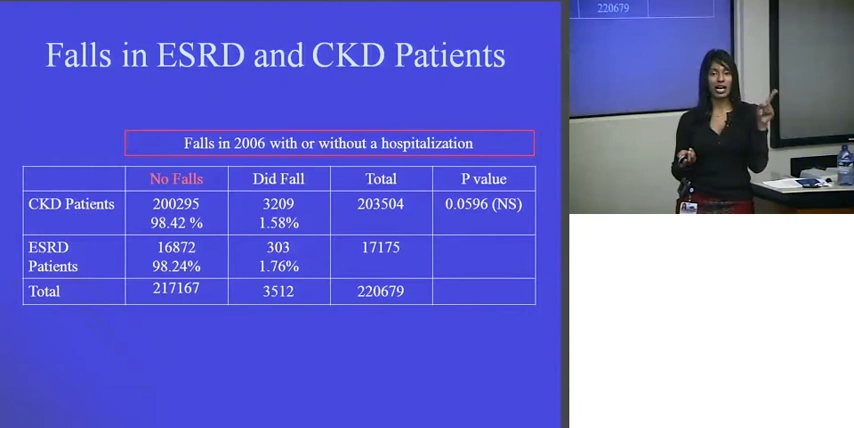 Falls in ESRD and CKD Patients
Falls in 2006 with or without a hospitalization
No Falls Did Fall Total P value
CKD Patients 200295 3209 203504 0.0596 (NS)
98.42 % 1.58%
ESRD 16872 303 17175
Patients 98.24% 1.76%
Total 217167 3512 220679
220679